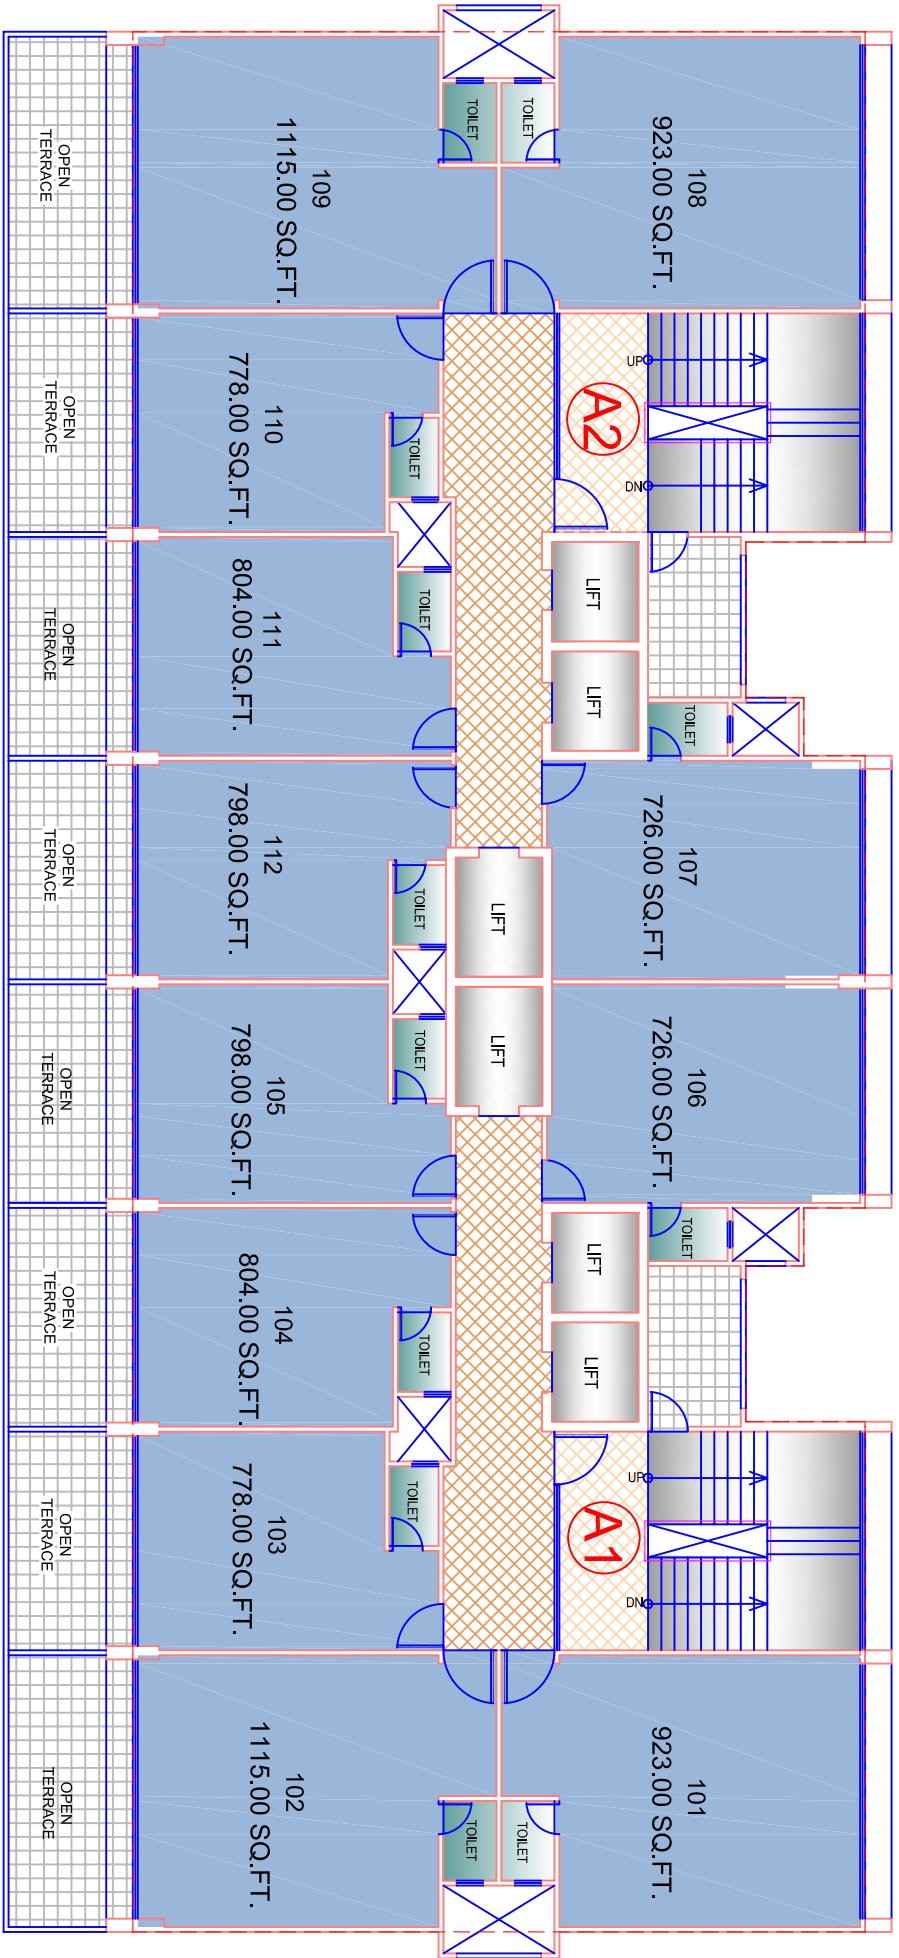 OPEN
TERRACE
109
1115.00 SQ.FT.
TOILET
TOILET
108
923.00 SQ.FT.
OPEN
TERRACE
110
778.00 SQ.FT.
TOILET
A2
UP
DN
OPEN
TERRACE
111
804.00 SQ.FT.
TOILET
LIFT
LIFT
TOILET
OPEN
TERRACE
112
798.00 SQ.FT.
TOILET
LIFT
107
726.00 SQ.FT.
OPEN
TERRACE
105
798.00 SQ.FT.
TOILET
LIFT
106
726.00 SQ.FT.
OPEN
TERRACE
104
804.00 SQ.FT.
TOILET
LIFT
LIFT
TOILET
OPEN
TERRACE
103
778.00 SQ.FT.
TOILET
A1
UP
DN
OPEN
TERRACE
102
1115.00 SQ.FT.
TOILET
TOILET
101
923.00 SQ.FT.